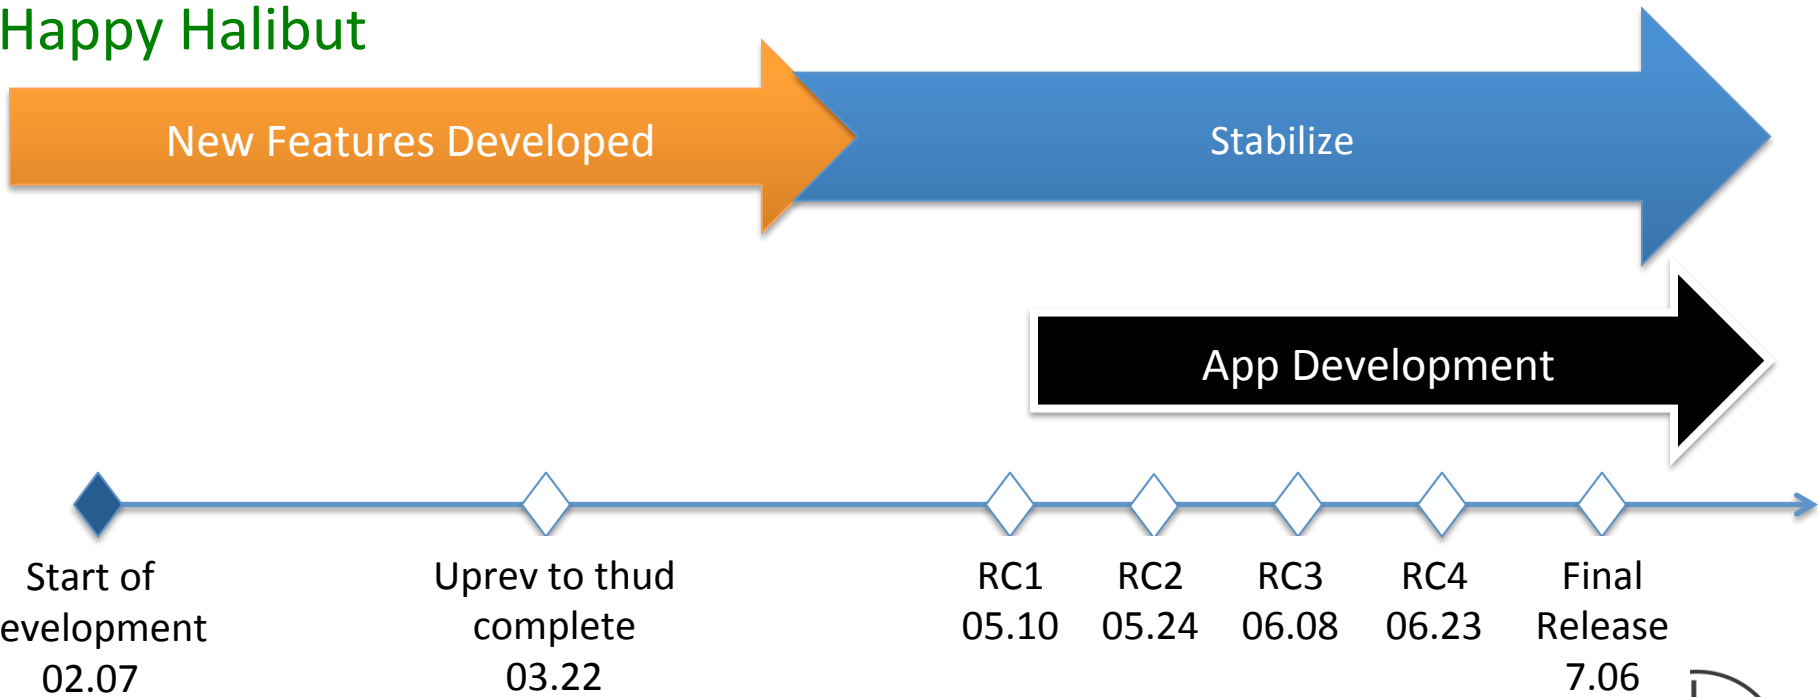 Happy Halibut
New Features Developed
Stabilize
App Development
Start of
evelopment
02.07
Uprev to thud
complete
03.22
RC1
05.10
RC2
05.24
RC3
06.08
RC4
06.23
Final
Release
7.06